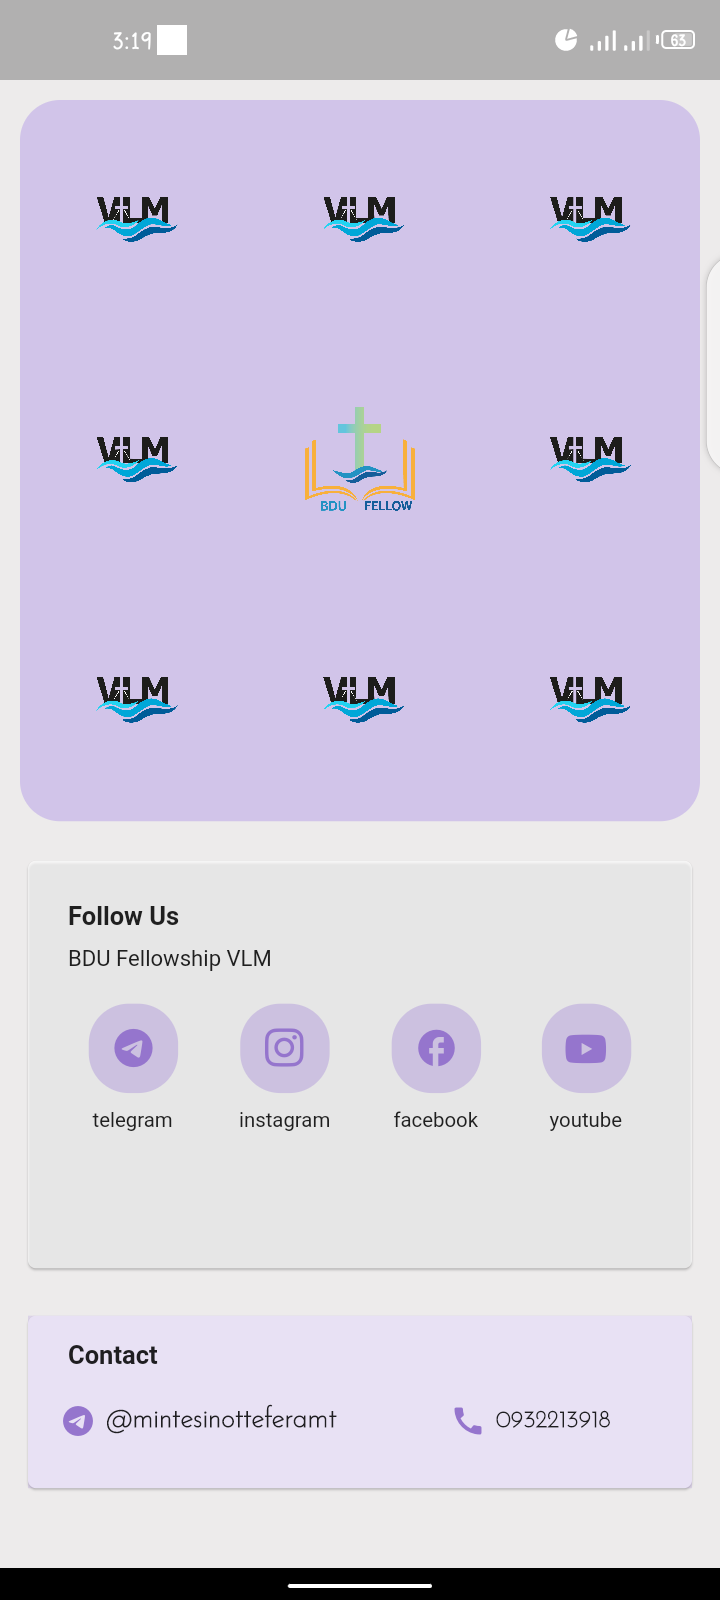 3:19
63
VLM VLM VLM
VLM VLM
BDU FELLOW
VLM VLM VLM
Follow Us
BDU Fellowship VLM
telegram instagram facebook youtube
Contact
@mintesinotteferamt 0932213918